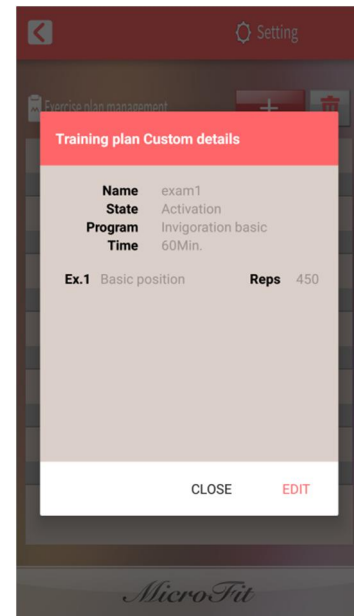 Setting
Exercise plan management
Training plan Custom details
Name exam1
State Activation
Program Invigoration basic
Time 60Min.
Ex.1 Basic position Reps 450
CLOSE EDIT
MicroFit